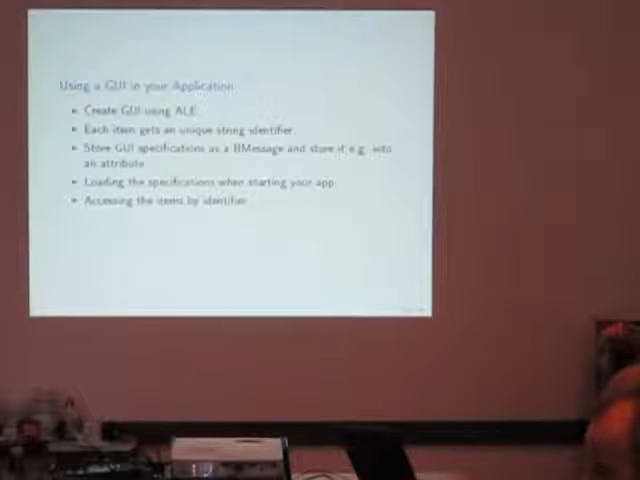 Using a GUI in your Application
▸ Create GUI using ALE.
▸ Each item gets an unique string identifier.
▸ Store GUI specifications as a BMessage and store it e.g. into
an attribute
▸ Loading the specifications when starting your app.
▸ Accessing the items by identifier